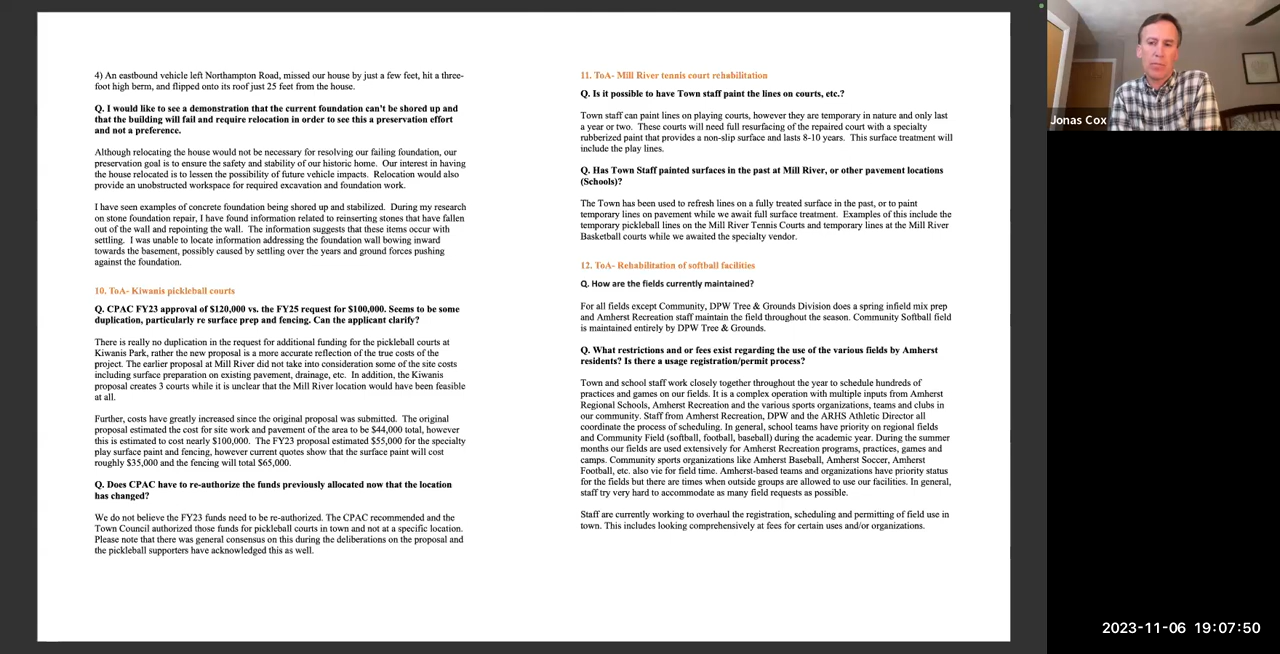 4) An eastbound vehicle left Northampton Road, missed our house by just a few feet, hit a three-
foot high berm, and flipped onto its roof just 25 feet from the house.
Q. I would like to see a demonstration that the current foundation can't be shored up and
that the building will fail and require relocation in order to see this a preservation effort
and not a preference.
Although relocating the house would not be necessary for resolving our failing foundation, our
preservation goal is to ensure the safety and stability of our historic home. Our interest in having
the house relocated is to lessen the possibility of future vehicle impacts. Relocation would also
provide an unobstructed workspace for required excavation and foundation work.
I have seen examples of concrete foundation being shored up and stabilized. During my research
on stone foundation repair, I have found information related to reinserting stones that have fallen
out of the wall and repointing the wall. The information suggests that these items occur with
settling. I was unable to locate information addressing the foundation wall bowing inward
towards the basement, possibly caused by settling over the years and ground forces pushing
against the foundation.
10. ToA- Kiwanis pickleball courts
Q. CPAC FY23 approval of $120,000 vs. the FY25 request for $100,000. Seems to be some
duplication, particularly re surface prep and fencing. Can the applicant clarify?
There is really no duplication in the request for additional funding for the pickleball courts at
Kiwanis Park, rather the new proposal is a more accurate reflection of the true costs of the
project. The earlier proposal at Mill River did not take into consideration some of the site costs
including surface preparation on existing pavement, drainage, etc. In addition, the Kiwanis
proposal creates 3 courts while it is unclear that the Mill River location would have been feasible
at all.
Further, costs have greatly increased since the original proposal was submitted. The original
proposal estimated the cost for site work and pavement of the area to be $44,000 total, however
this is estimated to cost nearly $100,000. The FY23 proposal estimated $55,000 for the specialty
play surface paint and fencing, however current quotes show that the surface paint will cost
roughly $35,000 and the fencing will total $65,000.
Q. Does CPAC have to re-authorize the funds previously allocated now that the location
has changed?
We do not believe the FY23 funds need to be re-authorized. The CPAC recommended and the
Town Council authorized those funds for pickleball courts in town and not at a specific location.
Please note that there was general consensus on this during the deliberations on the proposal and
the pickleball supporters have acknowledged this as well.
11. ToA- Mill River tennis court rehabilitation
Q. Is it possible to have Town staff paint the lines on courts, etc.?
Town staff can paint lines on playing courts, however they are temporary in nature and only last
a year or two. These courts will need full resurfacing of the repaired court with a specialty
rubberized paint that provides a non-slip surface and lasts 8-10 years. This surface treatment will
include the play lines.
Q. Has Town Staff painted surfaces in the past at Mill River, or other pavement locations
(Schools)?
The Town has been used to refresh lines on a fully treated surface in the past, or to paint
temporary lines on pavement while we await full surface treatment. Examples of this include the
temporary pickleball lines on the Mill River Tennis Courts and temporary lines at the Mill River
Basketball courts while we awaited the specialty vendor.
12. ToA- Rehabilitation of softball facilities
Q. How are the fields currently maintained?
For all fields except Community, DPW Tree & Grounds Division does a spring infield mix prep
and Amherst Recreation staff maintain the field throughout the season. Community Softball field
is maintained entirely by DPW Tree & Grounds.
Q. What restrictions and or fees exist regarding the use of the various fields by Amherst
residents? Is there a usage registration/permit process?
Town and school staff work closely together throughout the year to schedule hundreds of
practices and games on our fields. It is a complex operation with multiple inputs from Amherst
Regional Schools, Amherst Recreation and the various sports organizations, teams and clubs in
our community. Staff from Amherst Recreation, DPW and the ARHS Athletic Director all
coordinate the process of scheduling. In general, school teams have priority on regional fields
and Community Field (softball, football, baseball) during the academic year. During the summer
months our fields are used extensively for Amherst Recreation programs, practices, games and
camps. Community sports organizations like Amherst Baseball, Amherst Soccer, Amherst
Football, etc. also vie for field time. Amherst-based teams and organizations have priority status
for the fields but there are times when outside groups are allowed to use our facilities. In general,
staff try very hard to accommodate as many field requests as possible.
Staff are currently working to overhaul the registration, scheduling and permitting of field use in
town. This includes looking comprehensively at fees for certain uses and/or organizations.
Jonas Cox
2023-11-06 19:07:50